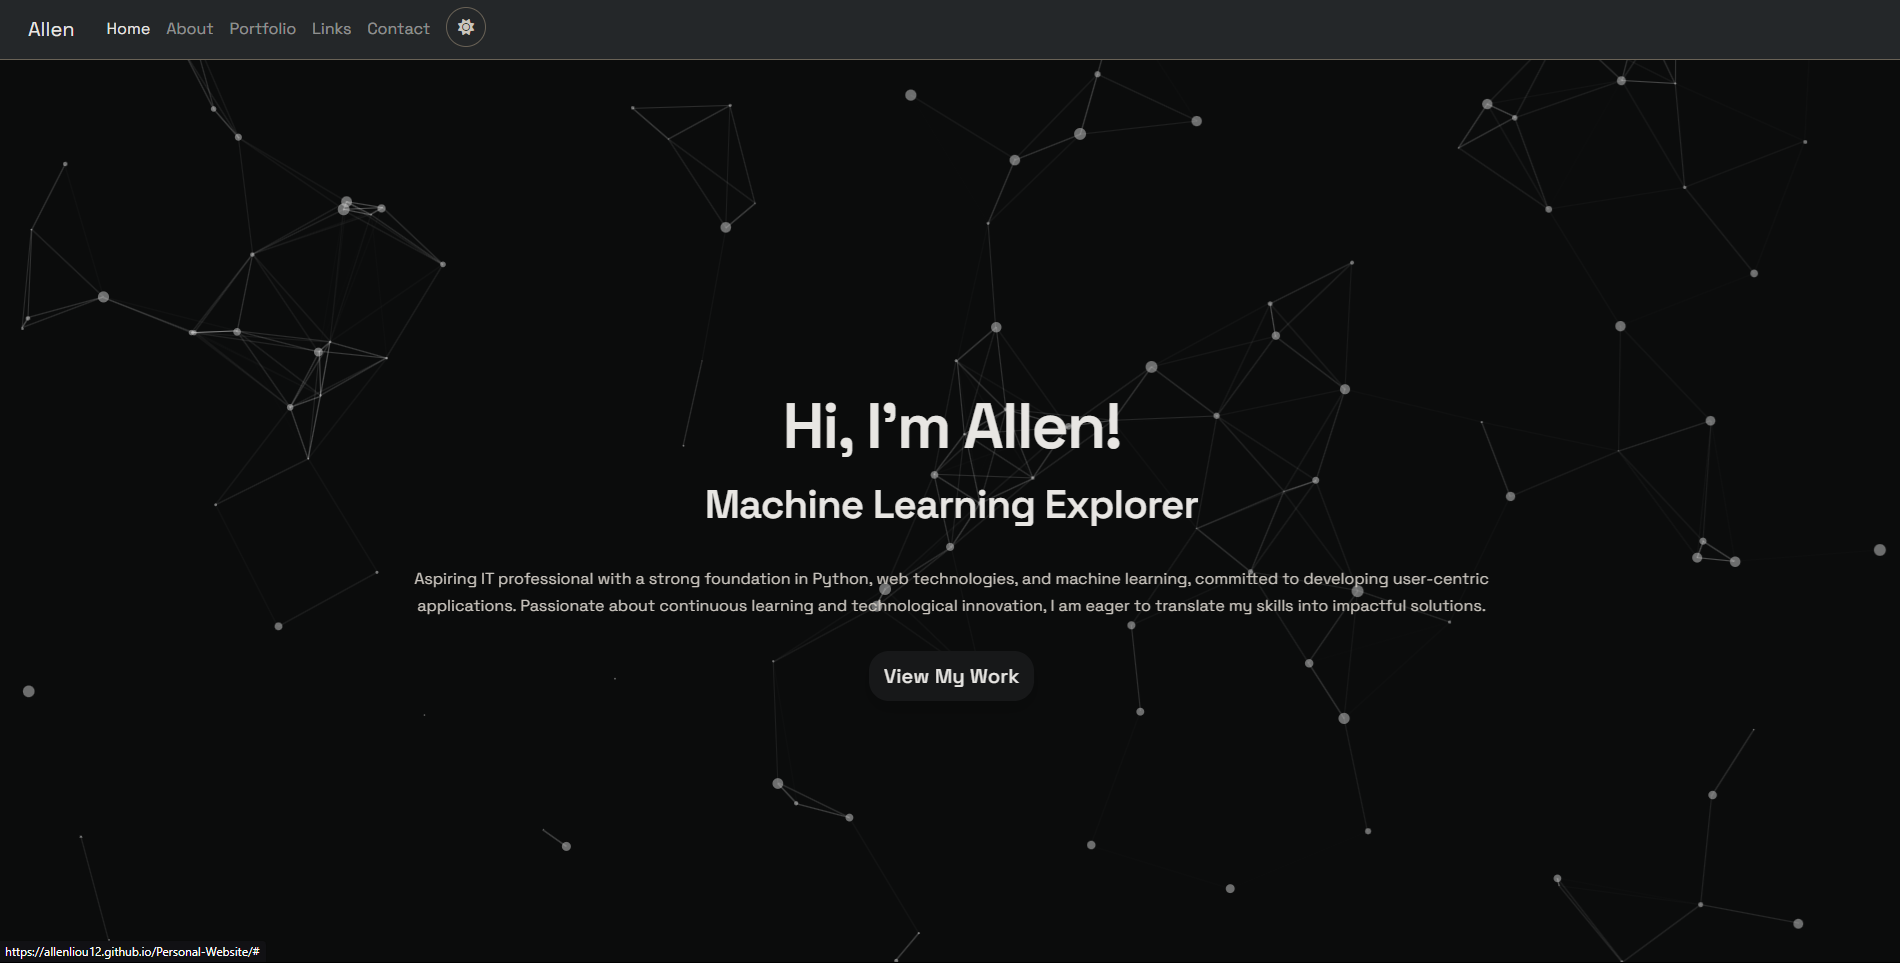 Allen Home About Portfolio Links Contact
Hi, I'm Allen!
Machine Learning Explorer
Aspiring IT professional with a strong foundation in Python, web technologies, and machine learning, committed to developing user-centric
applications. Passionate about continuous learning and technological innovation, I am eager to translate my skills into impactful solutions.
View My Work
https://allenliou12.github.io/Personal-Website/#